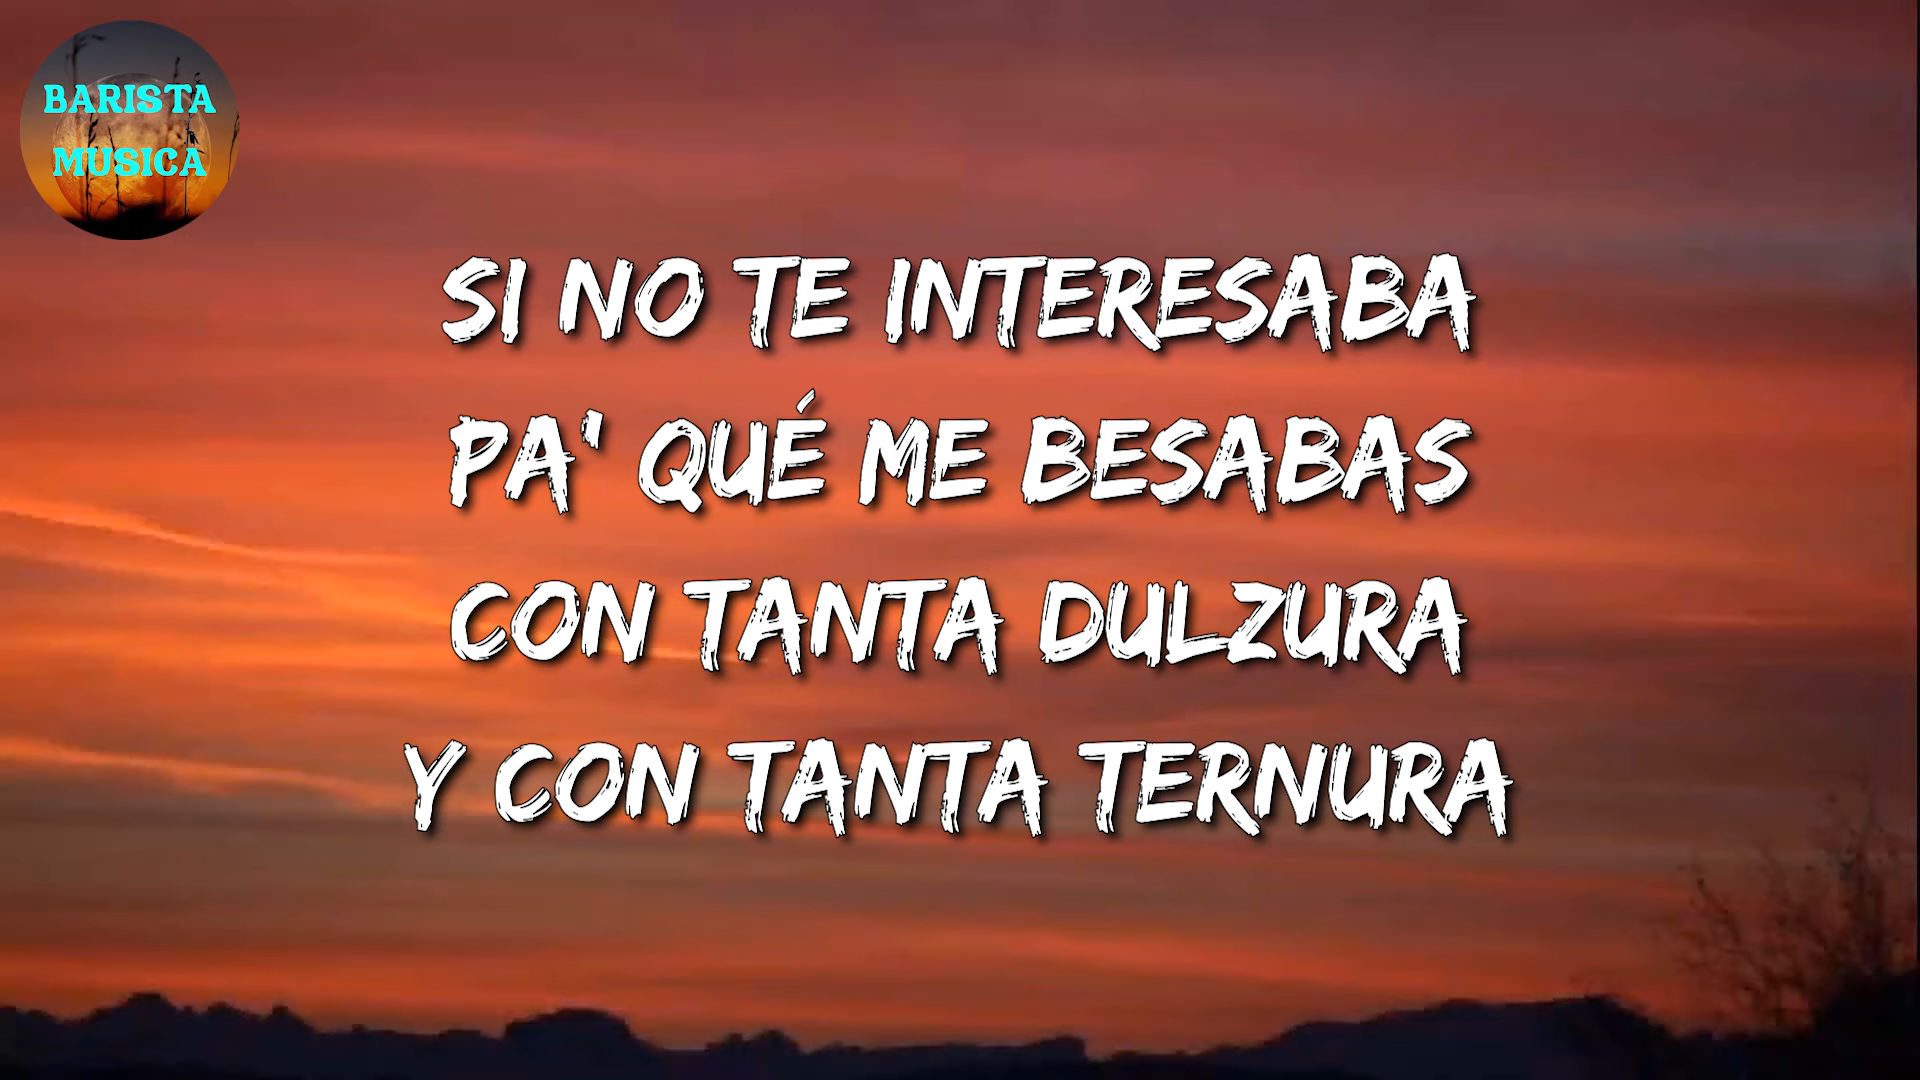 BARISTA
MUSICA
SI NO TE INTERESABA
PA' QUÉ ME BESABAS
CON TANTA DULZURA
Y CON TANTA TERNURA